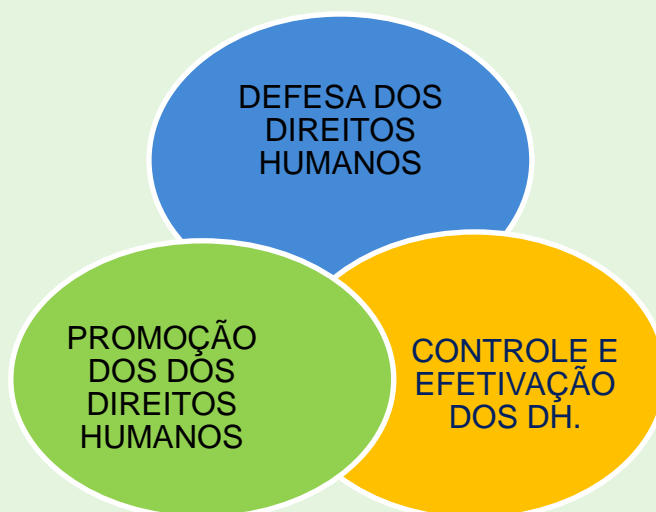 DEFESA DOS
DIREITOS
HUMANOS
PROMOÇÃO
DOS DOS
DIREITOS
HUMANOS
CONTROLE E
EFETIVAÇÃO
DOS DH.